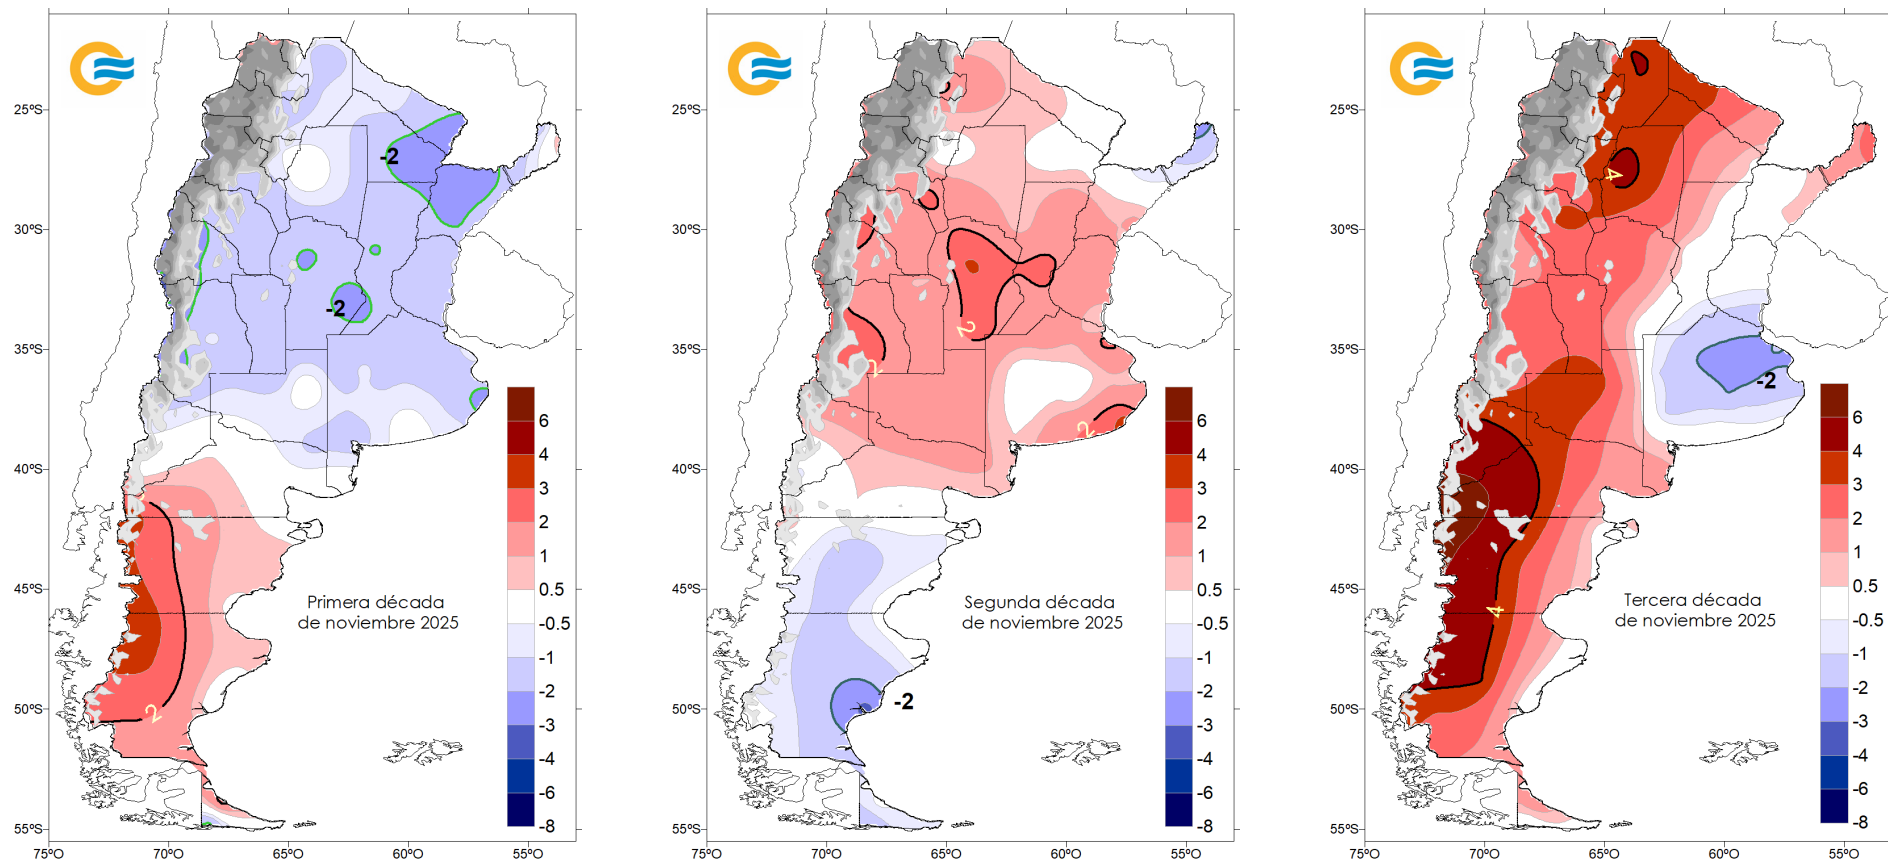 25ºS
30ºS
35ºS
40ºS
45ºS
50ºS
55ºS
75ºO
70ºO
65ºO
60ºO
55ºO
-2
-2
2
Primera década
de noviembre 2025
6
4
3
2
1
0.5
-0.5
-1
-2
-3
-4
-6
-8
25ºS
30ºS
35ºS
40ºS
45ºS
50ºS
55ºS
75ºO
70ºO
65ºO
60ºO
55ºO
2
2
2
-2
Segunda década
de noviembre 2025
6
4
3
2
1
0.5
-0.5
-1
-2
-3
-4
-6
-8
25ºS
30ºS
35ºS
40ºS
45ºS
50ºS
55ºS
75ºO
70ºO
65ºO
60ºO
55ºO
4
-2
4
Tercera década
de noviembre 2025
6
4
3
2
1
0.5
-0.5
-1
-2
-3
-4
-6
-8